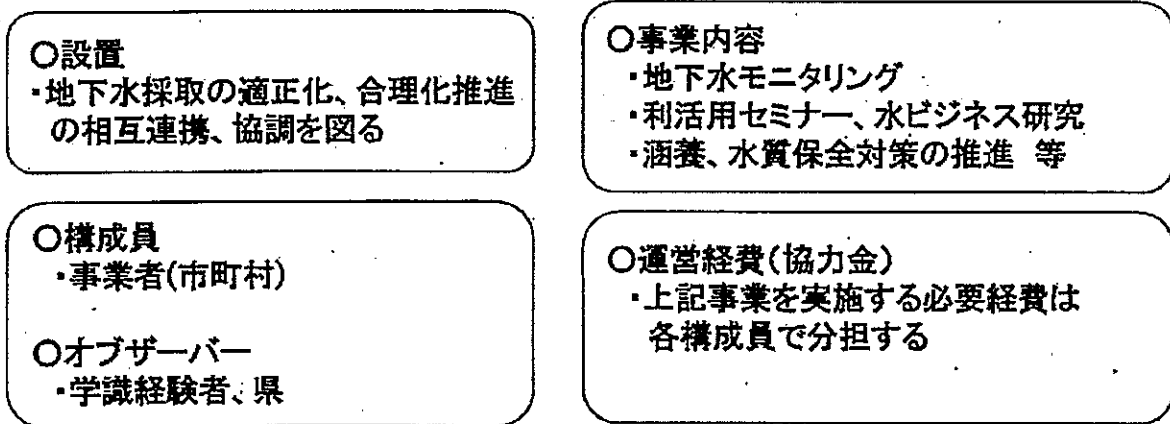 〇設置
・地下水採取の適正化、合理化推進
の相互連携、協調を図る
〇事業内容
・地下水モニタリング
・利活用セミナー、水ビジネス研究
・涵養、水質保全対策の推進 等
〇構成員
・事業者(市町村)
〇オブザーバー
・学識経験者、県
〇運営経費(協力金)
・上記事業を実施する必要経費は
各構成員で分担する